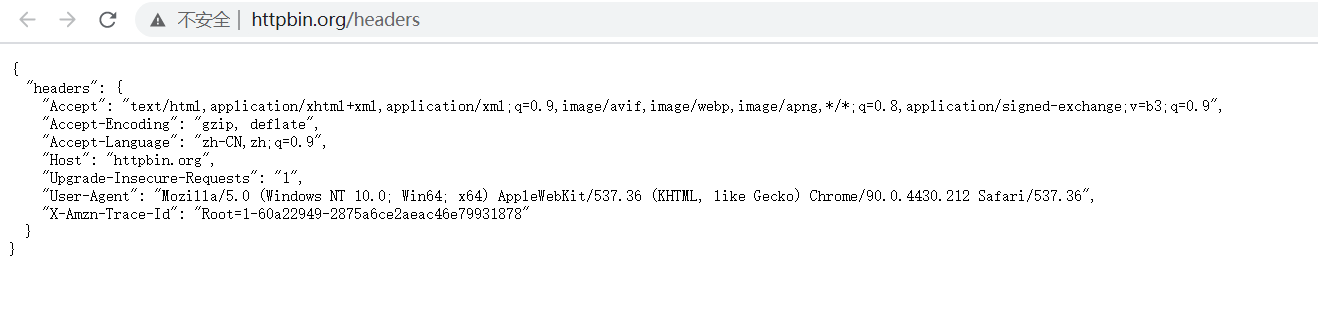 不安全 | httpbin.org/headers
{
  "headers": {
    "Accept": "text/html,application/xhtml+xml,application/xml;q=0.9,image/avif,image/webp,image/apng,*/*;q=0.8,application/signed-exchange;v=b3;q=0.9",
    "Accept-Encoding": "gzip, deflate",
    "Accept-Language": "zh-CN,zh;q=0.9",
    "Host": "httpbin.org",
    "Upgrade-Insecure-Requests": "1",
    "User-Agent": "Mozilla/5.0 (Windows NT 10.0; Win64; x64) AppleWebKit/537.36 (KHTML, like Gecko) Chrome/90.0.4430.212 Safari/537.36",
    "X-Amzn-Trace-Id": "Root=1-60a22949-2875a6ce2aeac46e79931878"
  }
}